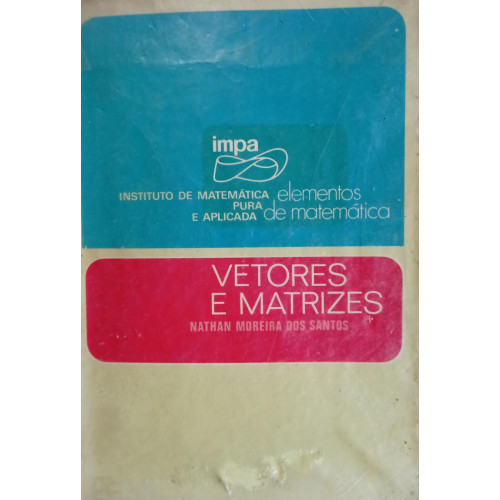 impa
INSTITUTO DE MATEMÁTICA
PURA
E APLICADA
elementos
de matemática
VETORES
E MATRIZES
NATHAN MOREIRA DOS SANTOS